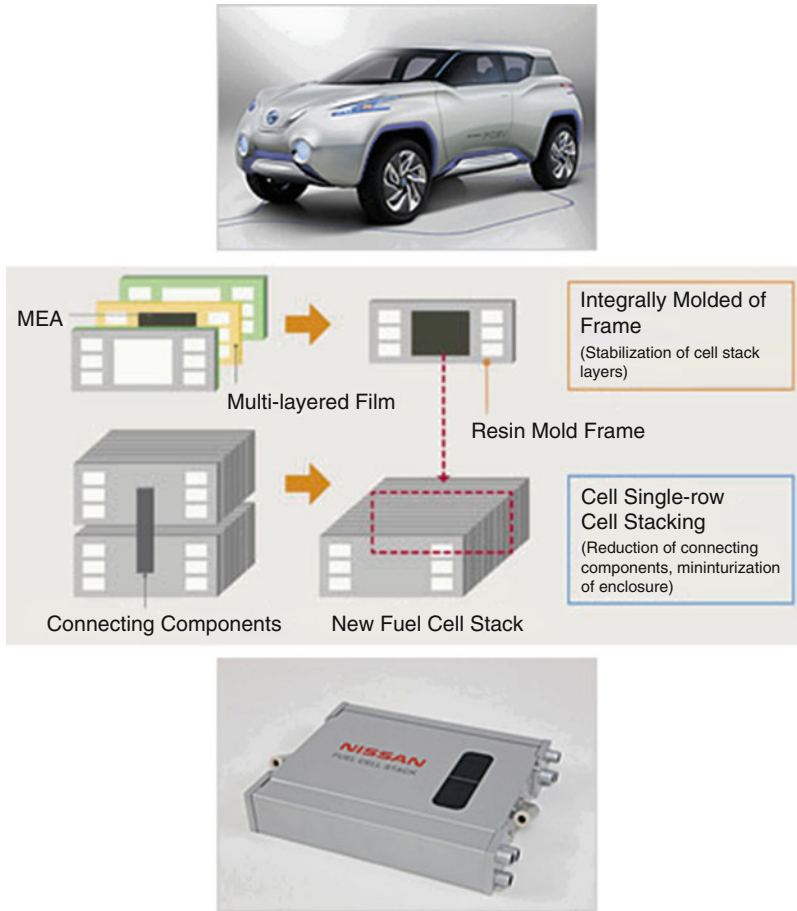 MEA
Multi-layered Film
Resin Mold Frame
Integrally Molded of
Frame
(Stabilization of cell stack
layers)
Connecting Components
New Fuel Cell Stack
Cell Single-row
Cell Stacking
(Reduction of connecting
components, mininturization
of enclosure)
NISSAN
FUEL CELL STACK